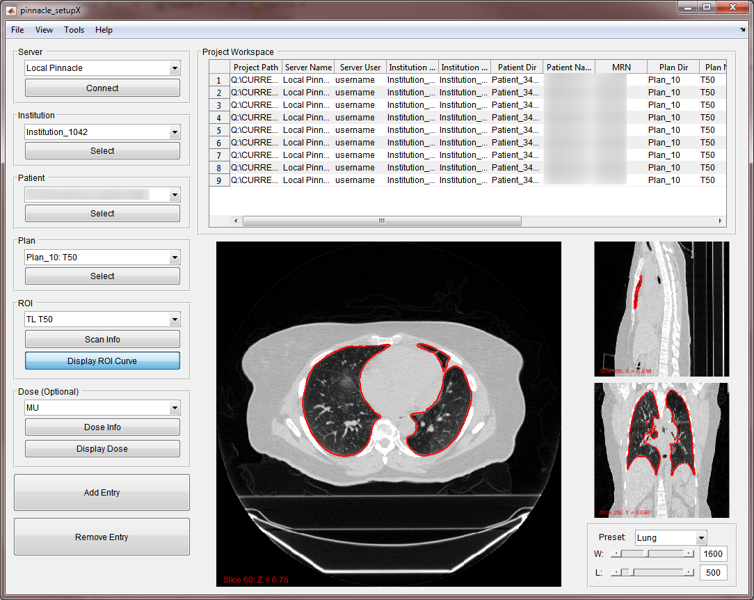 pinnacle_setupX
File View Tools Help
Server
Local Pinnacle
Connect
Institution
Institution_1042
Select
Patient
Select
Plan
Plan_10: T50
Select
ROI
TL T50
Scan Info
Display ROI Curve
Dose (Optional)
MU
Dose Info
Display Dose
Add Entry
Remove Entry
Project Workspace
Project Path Server Name Server User Institution ... Institution ... Patient Dir Patient Na... MRN Plan Dir Plan
1 Q:\CURRE... Local Pinn... username Institution_... Institution_... Patient_34... Plan_10 T50
2 Q:\CURRE... Local Pinn... username Institution_... Institution_... Patient_34... Plan_10 T50
3 Q:\CURRE... Local Pinn... username Institution_... Institution_... Patient_34... Plan_10 T50
4 Q:\CURRE... Local Pinn... username Institution_... Institution_... Patient_34... Plan_10 T50
5 Q:\CURRE... Local Pinn... username Institution_... Institution_... Patient_34... Plan_10 T50
6 Q:\CURRE... Local Pinn... username Institution_... Institution_... Patient_34... Plan_10 T50
7 Q:\CURRE... Local Pinn... username Institution_... Institution_... Patient_34... Plan_10 T50
8 Q:\CURRE... Local Pinn... username Institution_... Institution_... Patient_34... Plan_10 T50
9 Q:\CURRE... Local Pinn... username Institution_... Institution_... Patient_34... Plan_10 T50
Slice 60: Z = 6.75
Slice 256: X = 0.098
Slice 256: Y = 0.098
Preset: Lung
W: 1600
L: 500